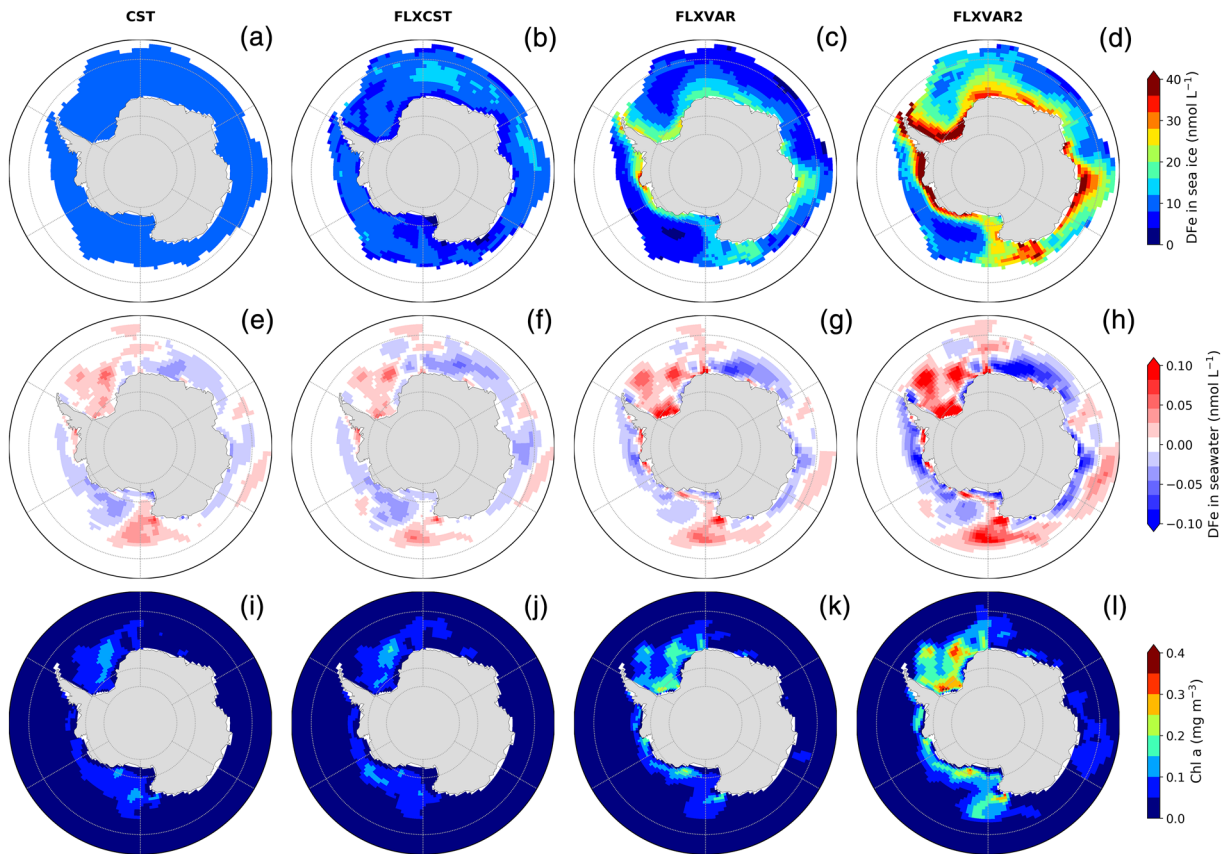 CST FLXCST FLXVAR FLXVAR2
(a) (b) (c) (d)
40
30
20
10
0
DFe in sea ice (nmol L⁻¹)
(e) (f) (g) (h)
0.10
0.05
0.00
−0.05
−0.10
DFe in seawater (nmol L⁻¹)
(i) (j) (k) (l)
0.4
0.3
0.2
0.1
0.0
Chl a (mg m⁻³)